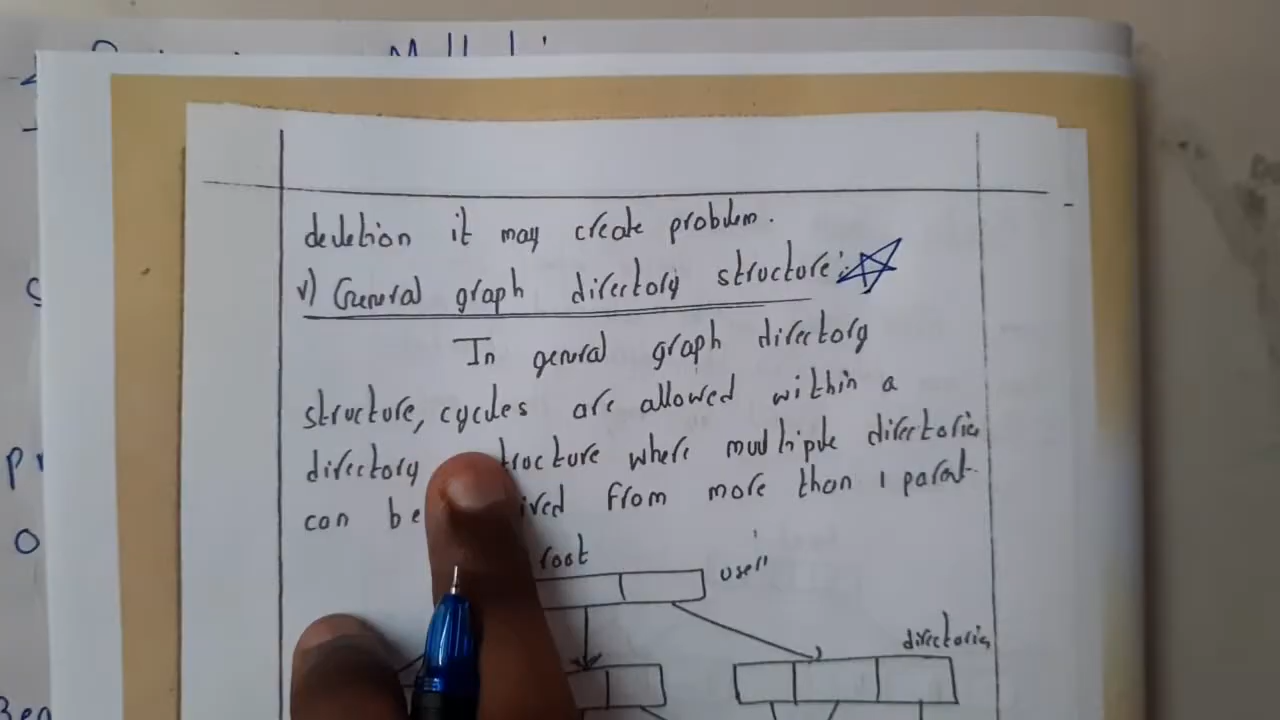 deletion it may create problem.
v) General graph directory structure:
In general graph directory
structure, cycles are allowed within a
directory structure where multiple directories
can be from more than 1 parent
root
user
directories